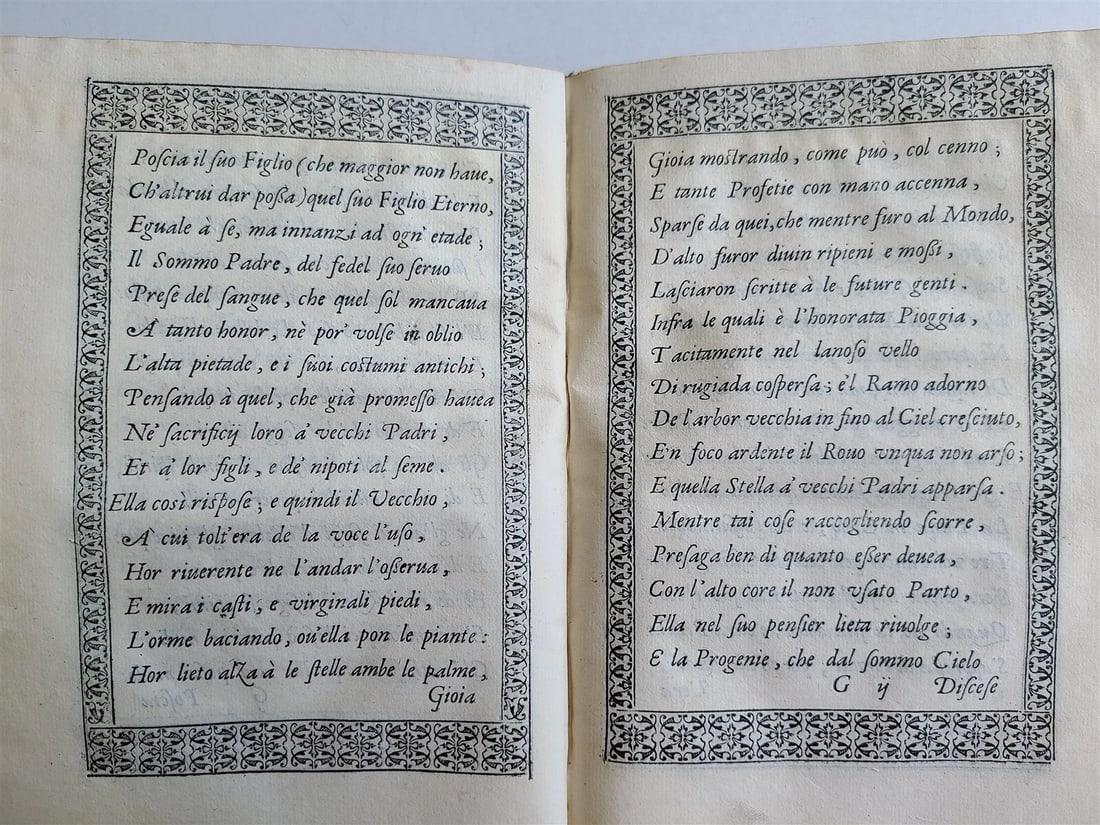 Poscia il ſuo Figlio (che maggior non haue,
Ch'altrui dar poßa) quel ſuo Figlio Eterno,
Eguale á ſe, ma innanzi ad ogn' etade;
Il Sommo Padre, del fedel ſuo ſeruo
Preſe del ſangue, che quel ſol mancaua
A' tanto honor, nè por' volſe in oblio
L'alta pietade, e i ſuoi coſtumi antichi;
Penſando à quel, che già promeſſo hauea
Ne' ſacrificij loro a' vecchi Padri,
Et a' lor figli, e de' nipoti al ſeme.
Ella cosi riſpoſe; e quindi il Vecchio,
A' cui tolt'era de la voce l'uſo,
Hor riuerente ne l'andar l'oßerua,
E mira i caſti, e virginali piedi,
L'orme baciando, ou'ella pon le piante:
Hor lieto alza à le ſtelle ambe le palme,
Gioia
Gioia moſtrando, come può, col cenno;
E tante Profetie con mano accenna,
Sparſe da quei, che mentre furo al Mondo,
D'alto furor diuin ripieni e moßi,
Laſciaron ſcritte à le future genti.
Infra le quali è l'honorata Pioggia,
Tacitamente nel lanoſo vello
Di rugiada coſperſa; e'l Ramo adorno
De l'arbor vecchia in fino al Ciel creſciuto,
E'n foco ardente il Rouo vnqua non arſo;
E quella Stella a' vecchi Padri apparſa.
Mentre tai coſe raccogliendo ſcorre,
Preſaga ben di quanto eßer deuea,
Con l'alto core il non vſato Parto,
Ella nel ſuo penſier lieta riuolge;
E la Progenie, che dal ſommo Cielo
G ij Diſceſe